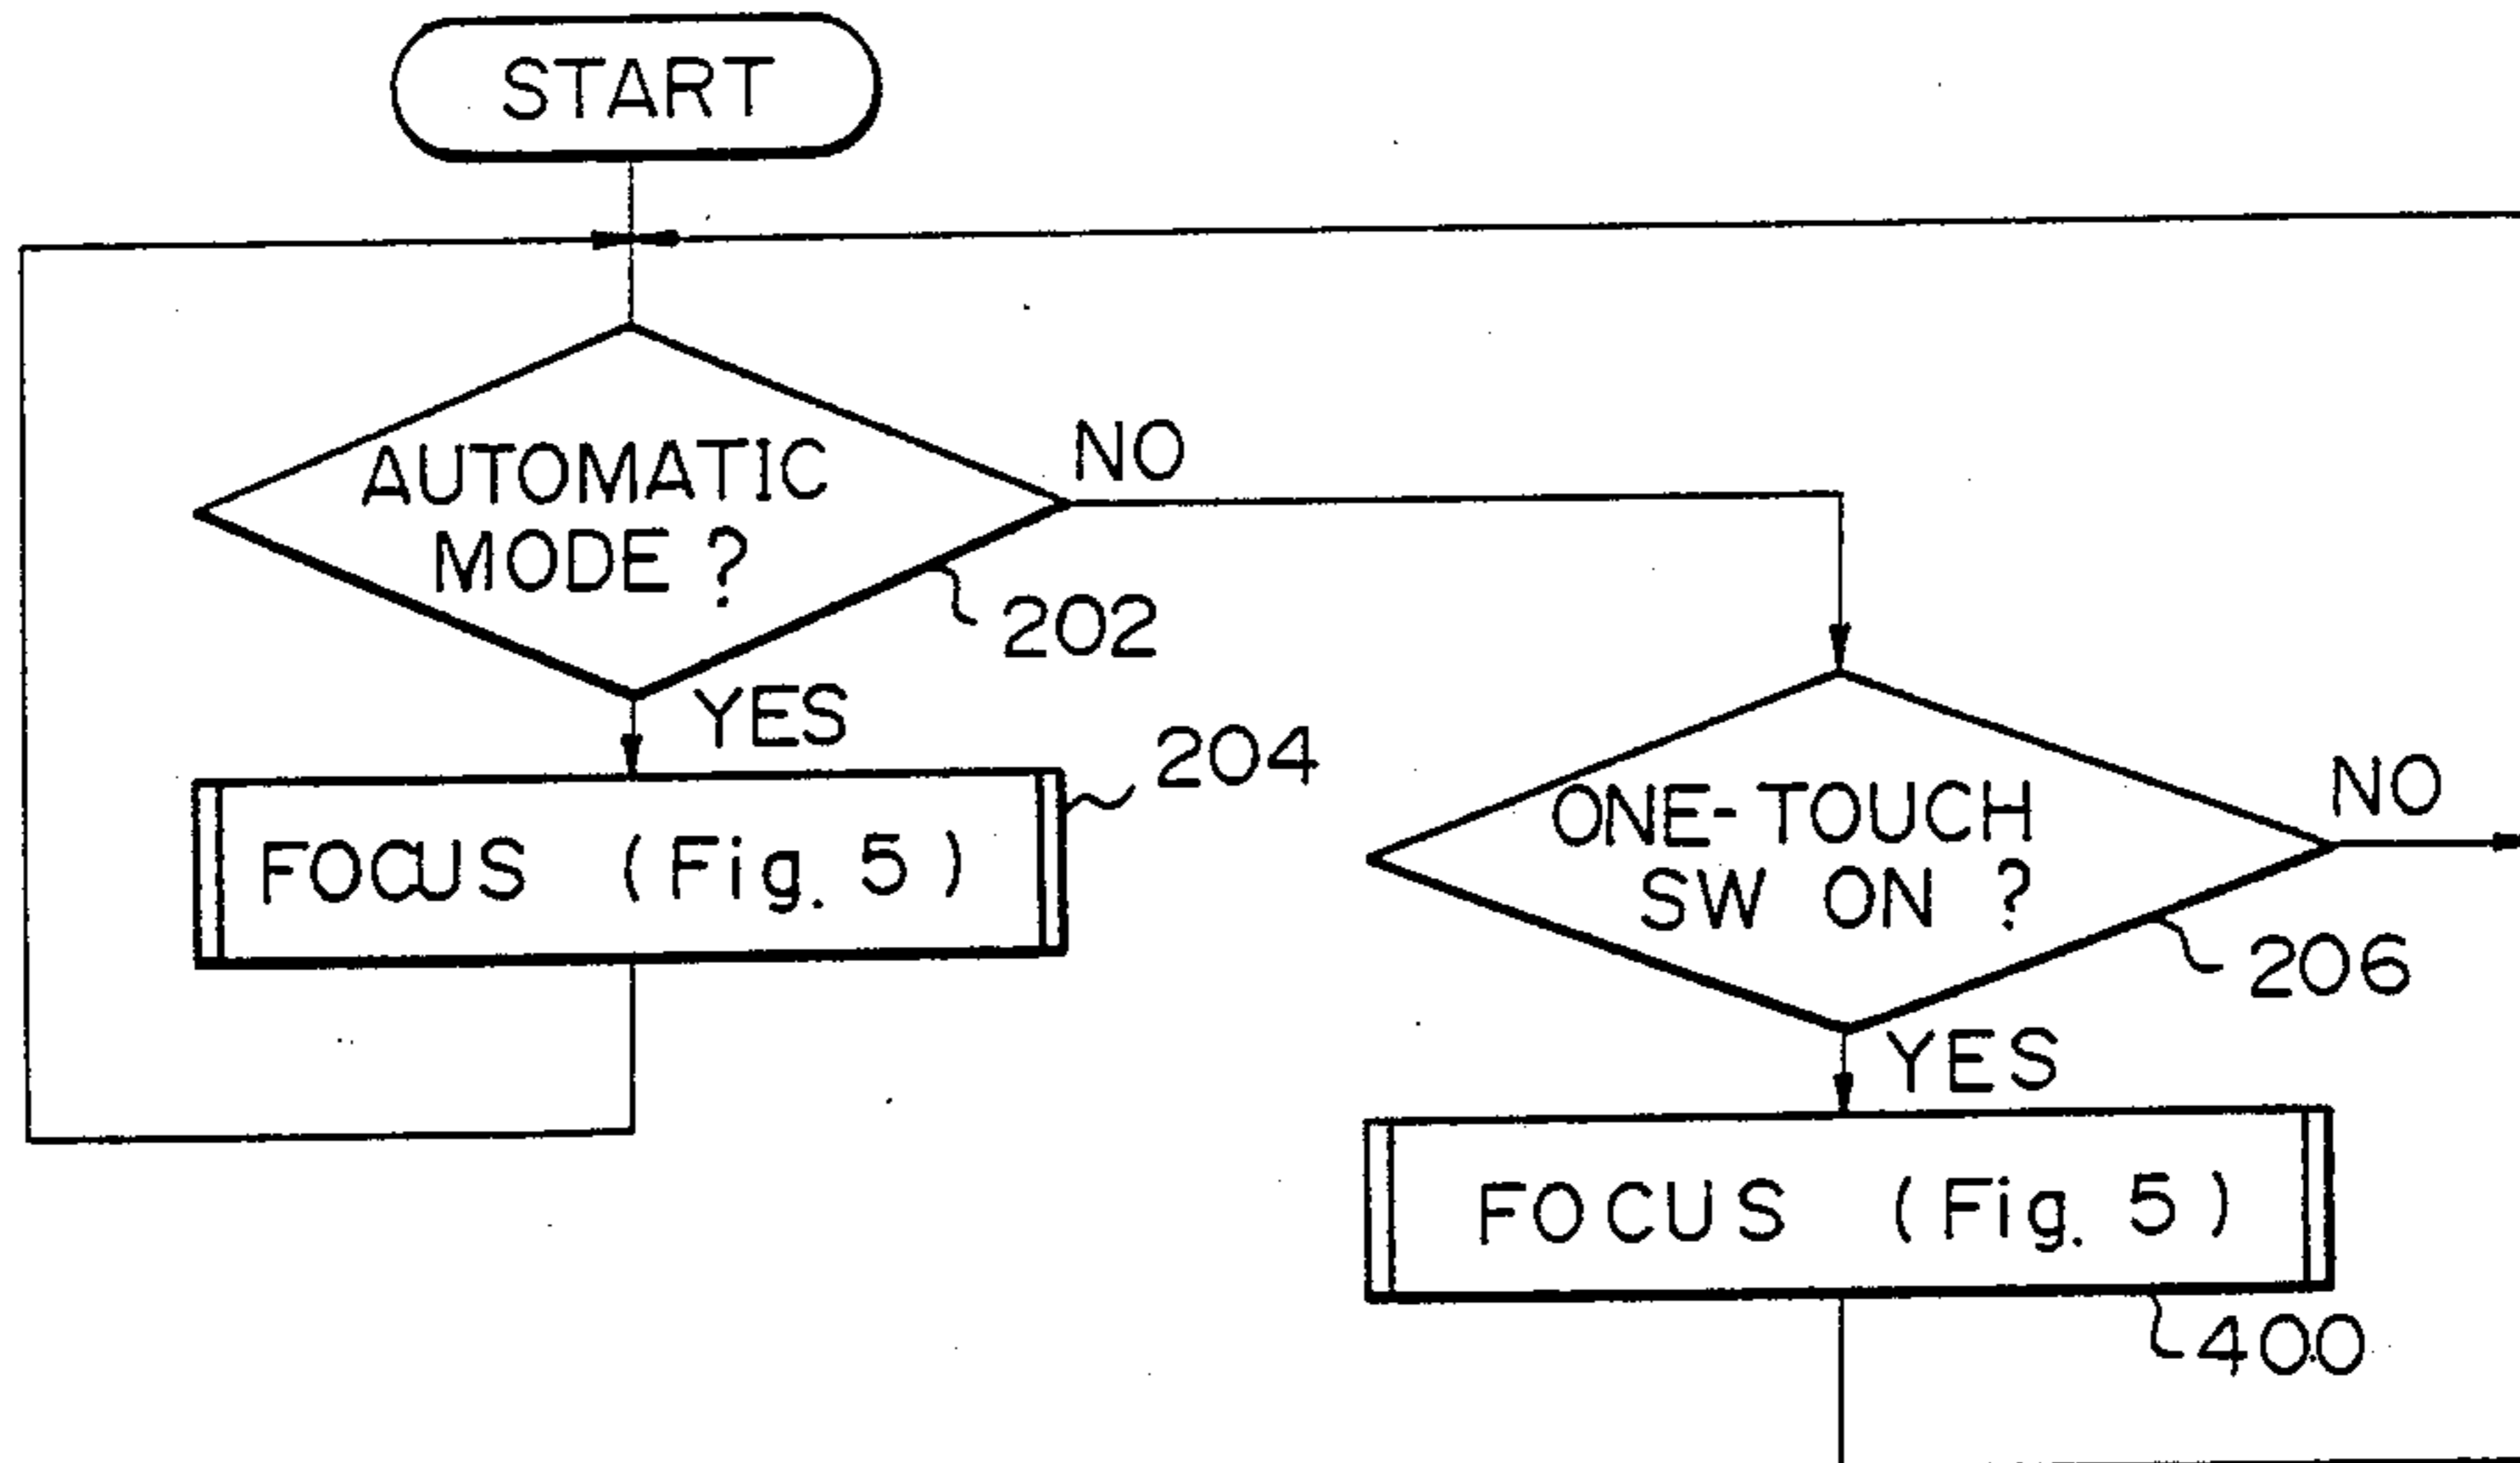 START
AUTOMATIC
MODE ?
NO
202
YES
204
FOCUS (Fig. 5)
ONE-TOUCH
SW ON ?
NO
206
YES
FOCUS (Fig. 5)
400